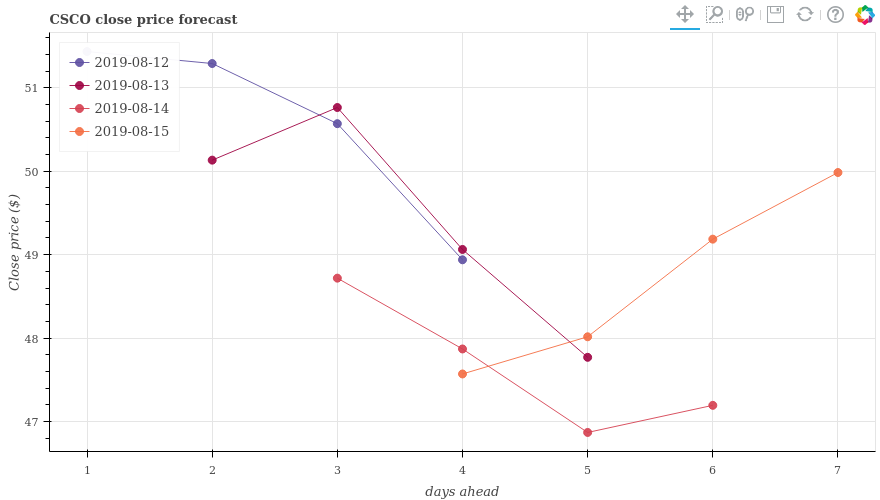 CSCO close price forecast
2019-08-12
2019-08-13
2019-08-14
2019-08-15
Close price ($)
51
50
49
48
47
1 2 3 4 5 6 7
days ahead